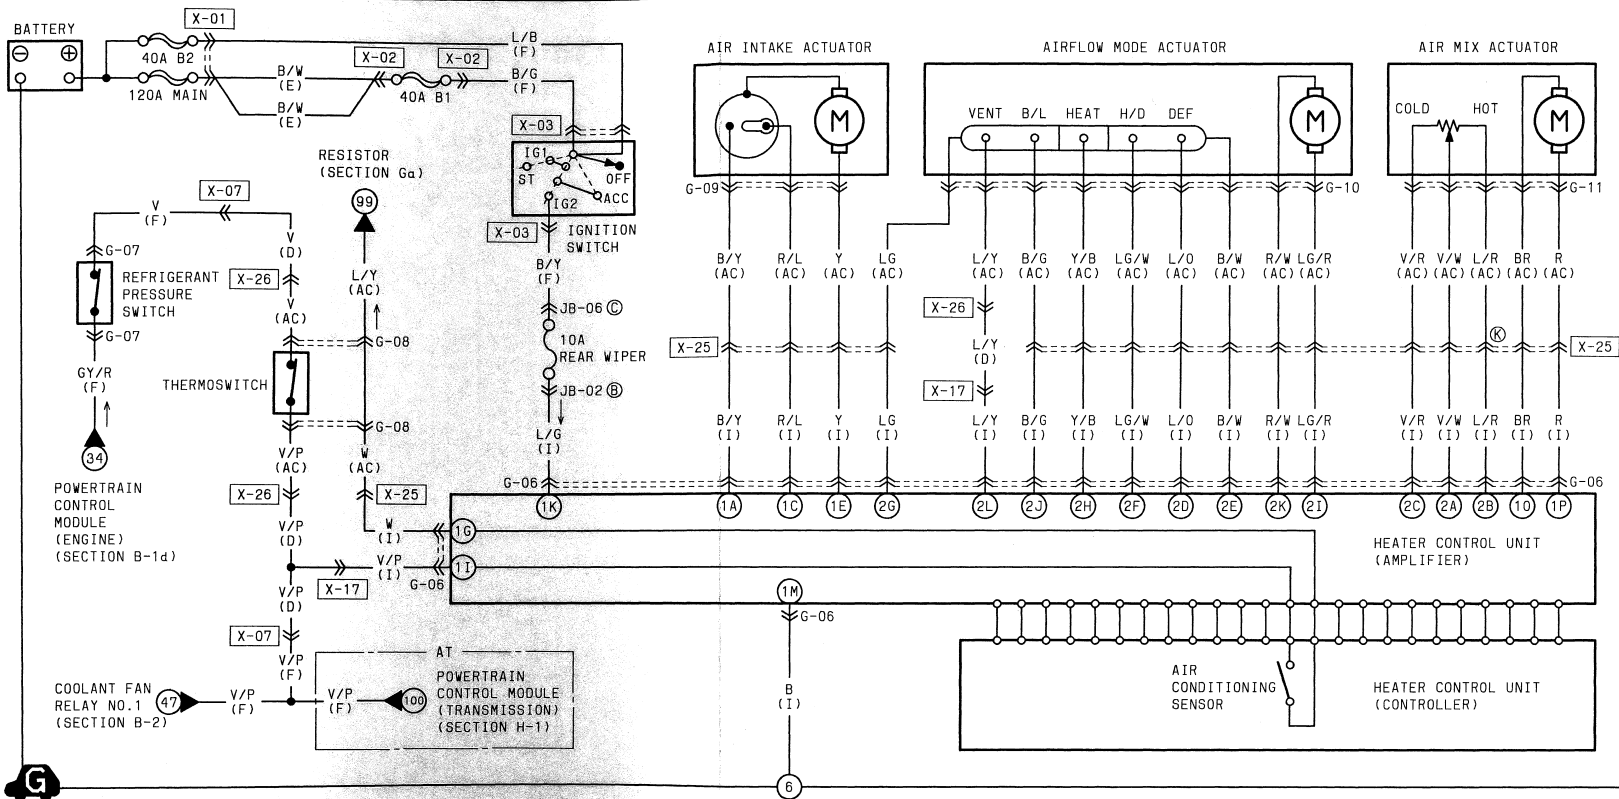 BATTERY
X-01
40A B2
120A MAIN
B/W
(E)
B/W
(E)
X-02
X-02
40A B1
L/B
(F)
B/G
(F)
X-03
IG1
ST
OFF
ACC
IG2
X-03
IGNITION
SWITCH
RESISTOR
(SECTION Ga)
99
X-07
V
(F)
V
(D)
G-07
REFRIGERANT
PRESSURE
SWITCH
G-07
X-26
V
(AC)
L/Y
(AC)
G-08
GY/R
(F)
34
POWERTRAIN
CONTROL
MODULE
(ENGINE)
(SECTION B-1d)
THERMOSWITCH
G-08
V/P
(AC)
W
(AC)
X-26
X-25
V/P
(D)
W
(I)
V/P
(I)
X-17
G-06
V/P
(D)
X-07
V/P
(F)
COOLANT FAN
RELAY NO.1
(SECTION B-2)
47
V/P
(F)
AT
V/P
(F)
100
POWERTRAIN
CONTROL MODULE
(TRANSMISSION)
(SECTION H-1)
G
B/Y
(F)
JB-06 C
10A
REAR WIPER
JB-02 B
L/G
(I)
G-06
AIR INTAKE ACTUATOR
M
G-09
AIRFLOW MODE ACTUATOR
VENT B/L HEAT H/D DEF
M
G-10
AIR MIX ACTUATOR
COLD HOT
M
G-11
B/Y R/L Y LG L/Y B/G Y/B LG/W L/O B/W R/W LG/R V/R V/W L/R BR R
(AC) (AC) (AC) (AC) (AC) (AC) (AC) (AC) (AC) (AC) (AC) (AC) (AC) (AC) (AC) (AC) (AC)
X-26
K
X-25
L/Y
(D)
X-25
X-17
B/Y R/L Y LG L/Y B/G Y/B LG/W L/O B/W R/W LG/R V/R V/W L/R BR R
(I) (I) (I) (I) (I) (I) (I) (I) (I) (I) (I) (I) (I) (I) (I) (I) (I)
G-06
1K 1A 1C 1E 2G 2L 2J 2H 2F 2D 2E 2K 2I 2C 2A 2B 1O 1P
1G
1I
HEATER CONTROL UNIT
(AMPLIFIER)
1M
G-06
B
(I)
6
AIR
CONDITIONING
SENSOR
HEATER CONTROL UNIT
(CONTROLLER)